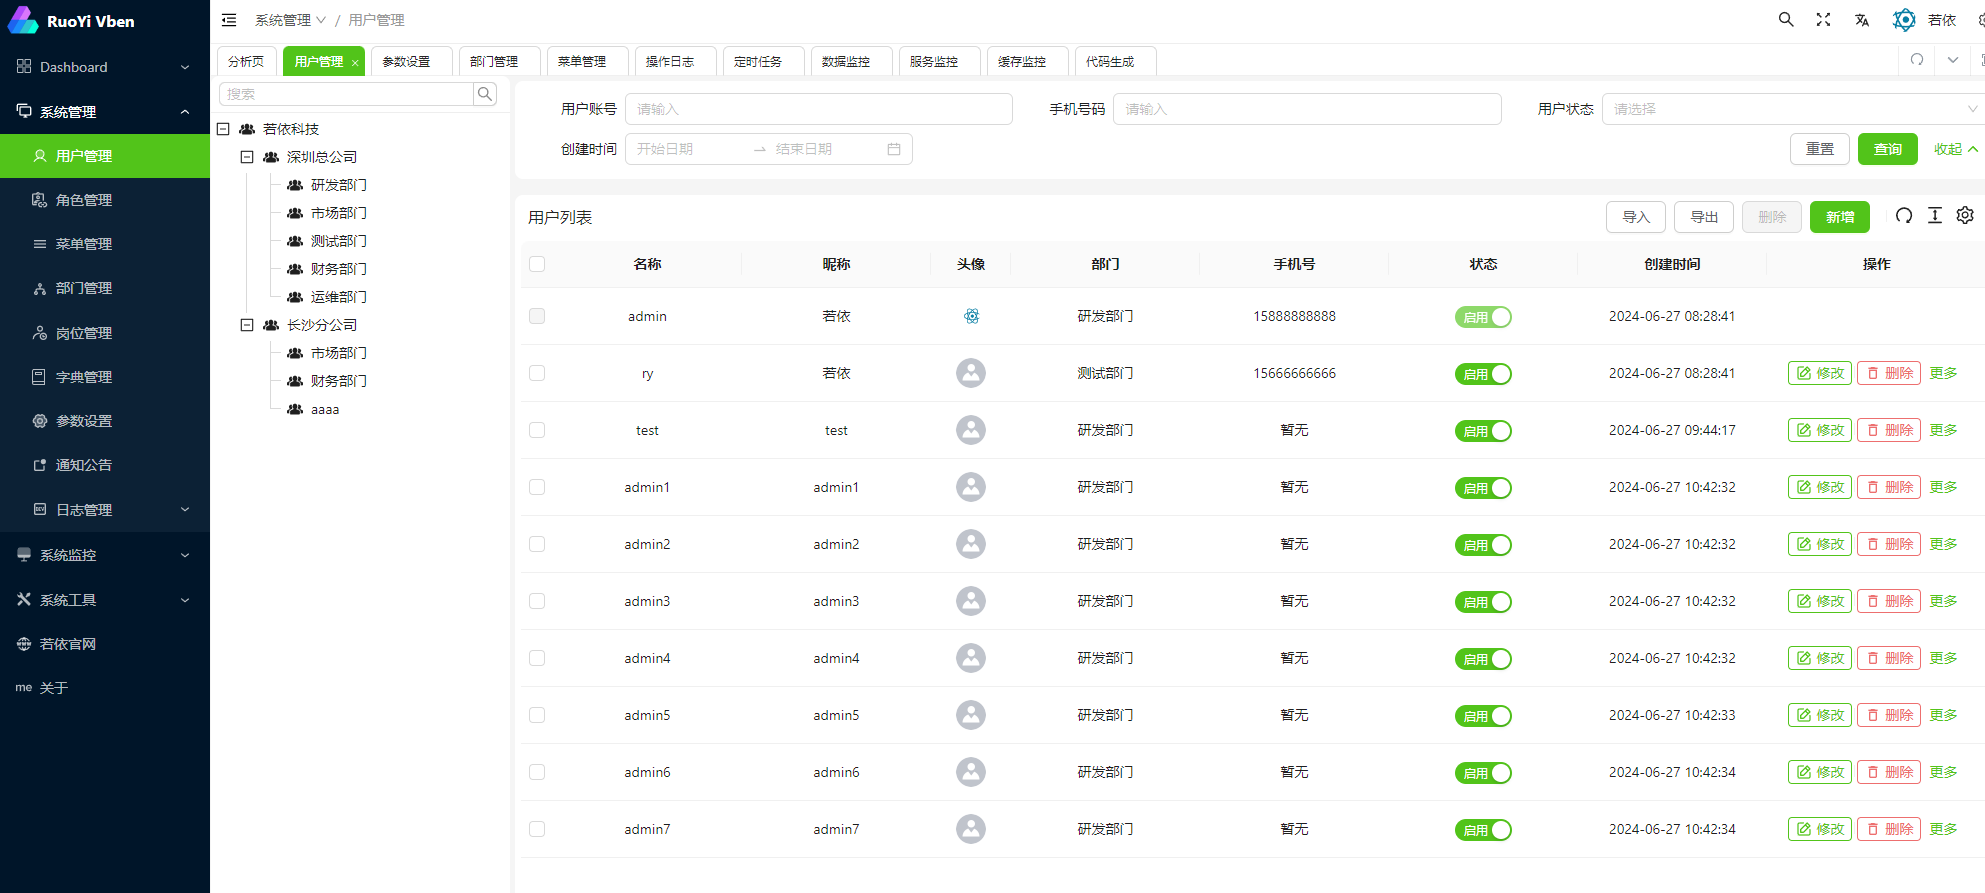 RuoYi Vben
Dashboard
系统管理
用户管理
角色管理
菜单管理
部门管理
岗位管理
字典管理
参数设置
通知公告
日志管理
系统监控
系统工具
若依官网
me 关于
系统管理 / 用户管理
若依
分析页 用户管理 × 参数设置 部门管理 菜单管理 操作日志 定时任务 数据监控 服务监控 缓存监控 代码生成
搜索
若依科技
深圳总公司
研发部门
市场部门
测试部门
财务部门
运维部门
长沙分公司
市场部门
财务部门
aaaa
用户账号 请输入 手机号码 请输入 用户状态 请选择
创建时间 开始日期 → 结束日期 重置 查询 收起
用户列表 导入 导出 删除 新增
名称 昵称 头像 部门 手机号 状态 创建时间 操作
admin 若依 研发部门 15888888888 启用 2024-06-27 08:28:41
ry 若依 测试部门 15666666666 启用 2024-06-27 08:28:41 修改 删除 更多
test test 研发部门 暂无 启用 2024-06-27 09:44:17 修改 删除 更多
admin1 admin1 研发部门 暂无 启用 2024-06-27 10:42:32 修改 删除 更多
admin2 admin2 研发部门 暂无 启用 2024-06-27 10:42:32 修改 删除 更多
admin3 admin3 研发部门 暂无 启用 2024-06-27 10:42:32 修改 删除 更多
admin4 admin4 研发部门 暂无 启用 2024-06-27 10:42:32 修改 删除 更多
admin5 admin5 研发部门 暂无 启用 2024-06-27 10:42:33 修改 删除 更多
admin6 admin6 研发部门 暂无 启用 2024-06-27 10:42:34 修改 删除 更多
admin7 admin7 研发部门 暂无 启用 2024-06-27 10:42:34 修改 删除 更多